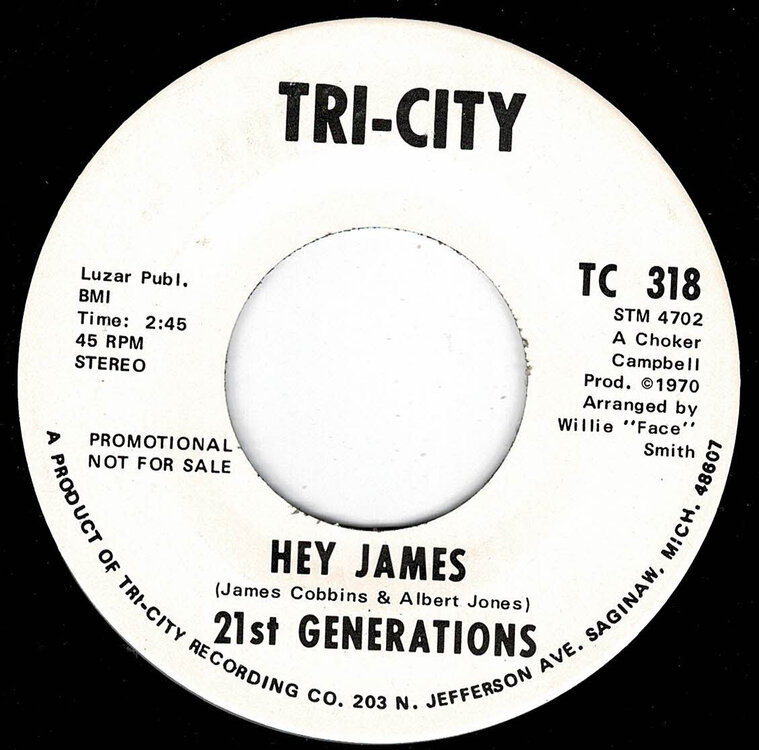 TRI-CITY
Luzar Publ.
BMI
Time: 2:45
45 RPM
STEREO
PROMOTIONAL
NOT FOR SALE
TC 318
STM 4702
A Choker
Campbell
Prod. ©1970
Arranged by
Willie "Face"
Smith
HEY JAMES
(James Cobbins & Albert Jones)
21st GENERATIONS
A PRODUCT OF TRI-CITY RECORDING CO. 203 N. JEFFERSON AVE. SAGINAW, MICH. 48607